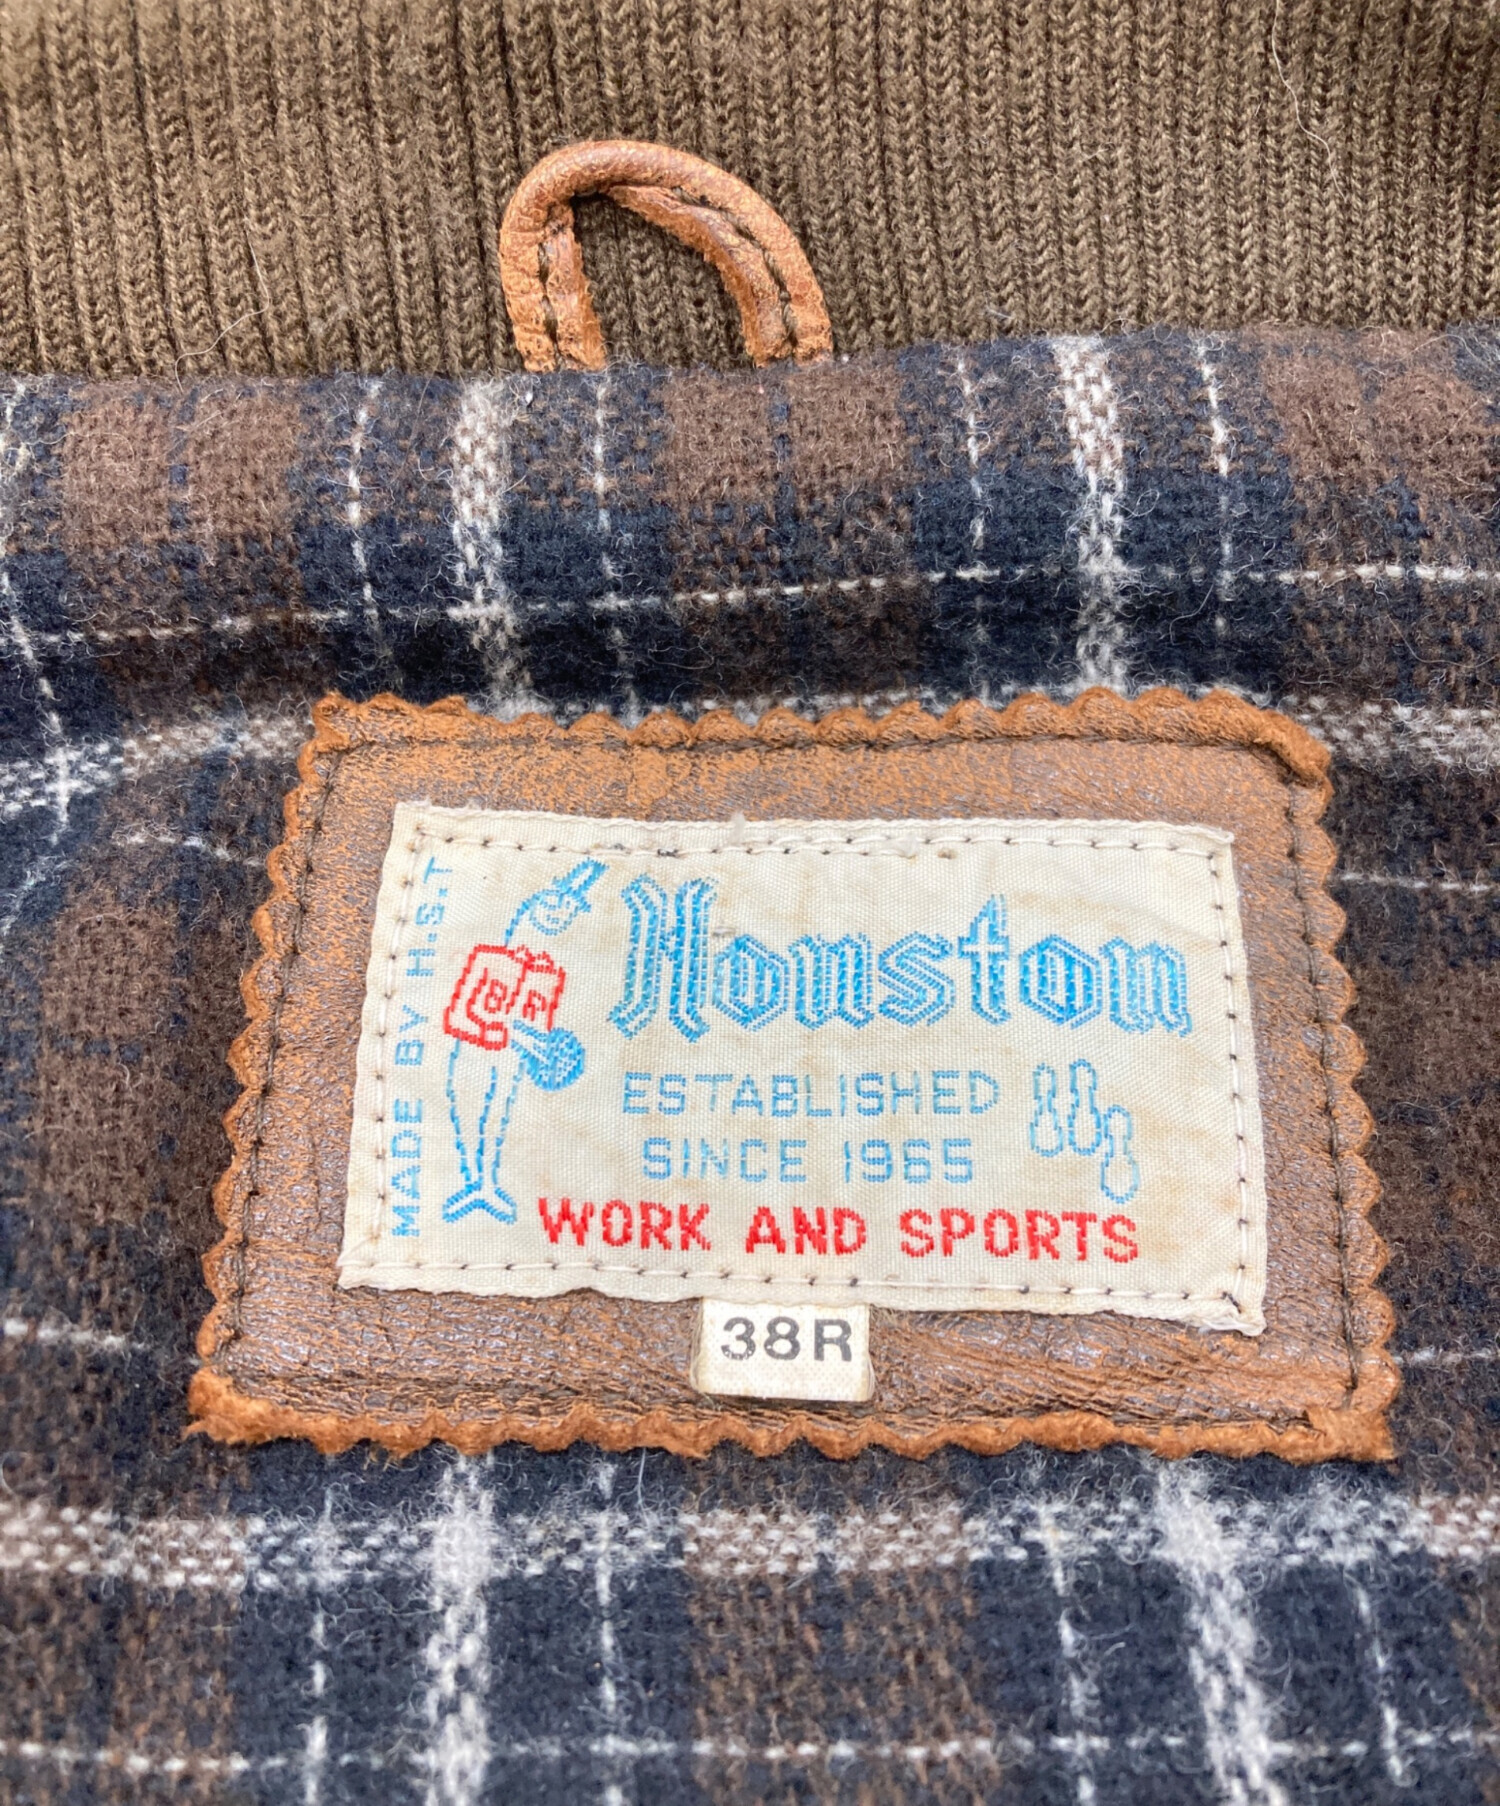 MADE BY H.S.T
Houston
ESTABLISHED
SINCE 1965
WORK AND SPORTS
38R